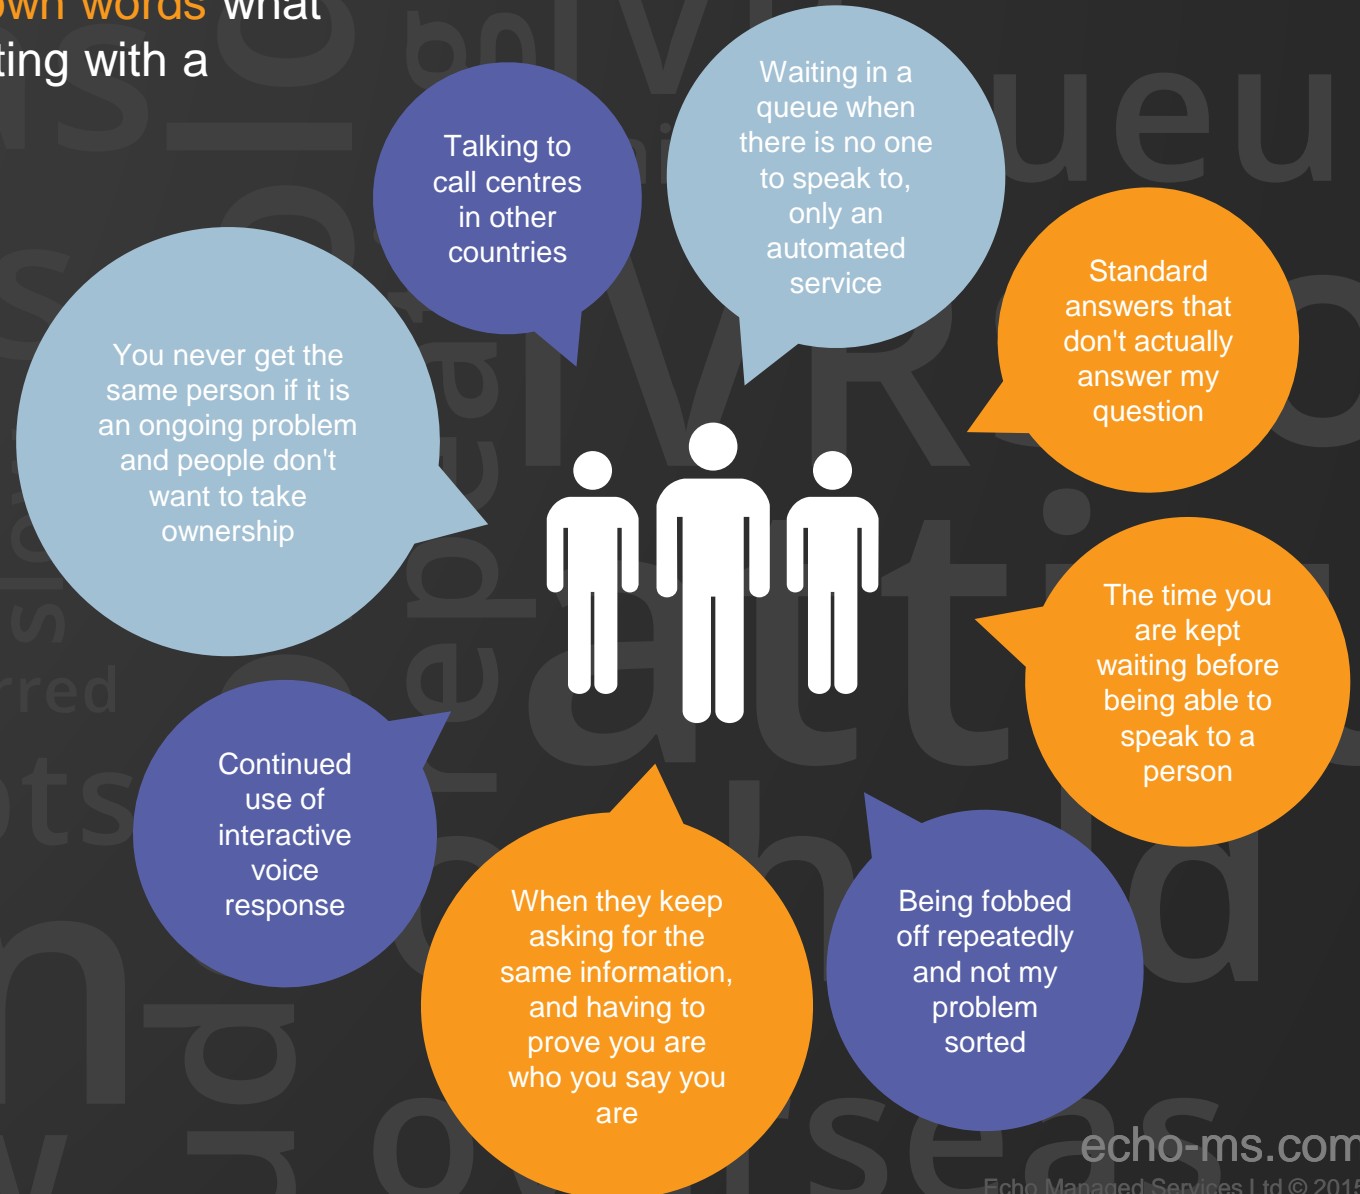 own words what
ting with a
Talking to
call centres
in other
countries
Waiting in a
queue when
there is no one
to speak to,
only an
automated
service
Standard
answers that
don't actually
answer my
question
You never get the
same person if it is
an ongoing problem
and people don't
want to take
ownership
The time you
are kept
waiting before
being able to
speak to a
person
Continued
use of
interactive
voice
response
When they keep
asking for the
same information,
and having to
prove you are
who you say you
are
Being fobbed
off repeatedly
and not my
problem
sorted
echo-ms.com
Echo Managed Services Ltd © 2015